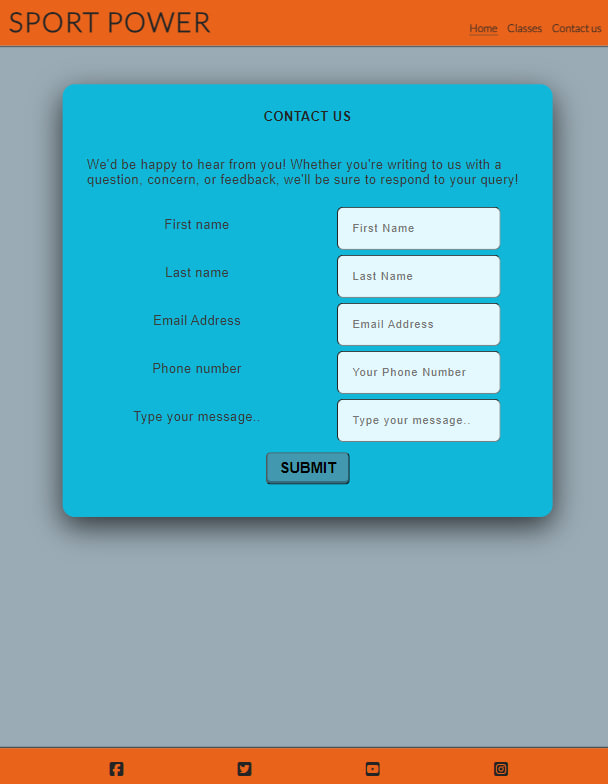 SPORT POWER
Home Classes Contact us
CONTACT US
We'd be happy to hear from you! Whether you're writing to us with a
question, concern, or feedback, we'll be sure to respond to your query!
First name
First Name
Last name
Last Name
Email Address
Email Address
Phone number
Your Phone Number
Type your message..
Type your message..
SUBMIT